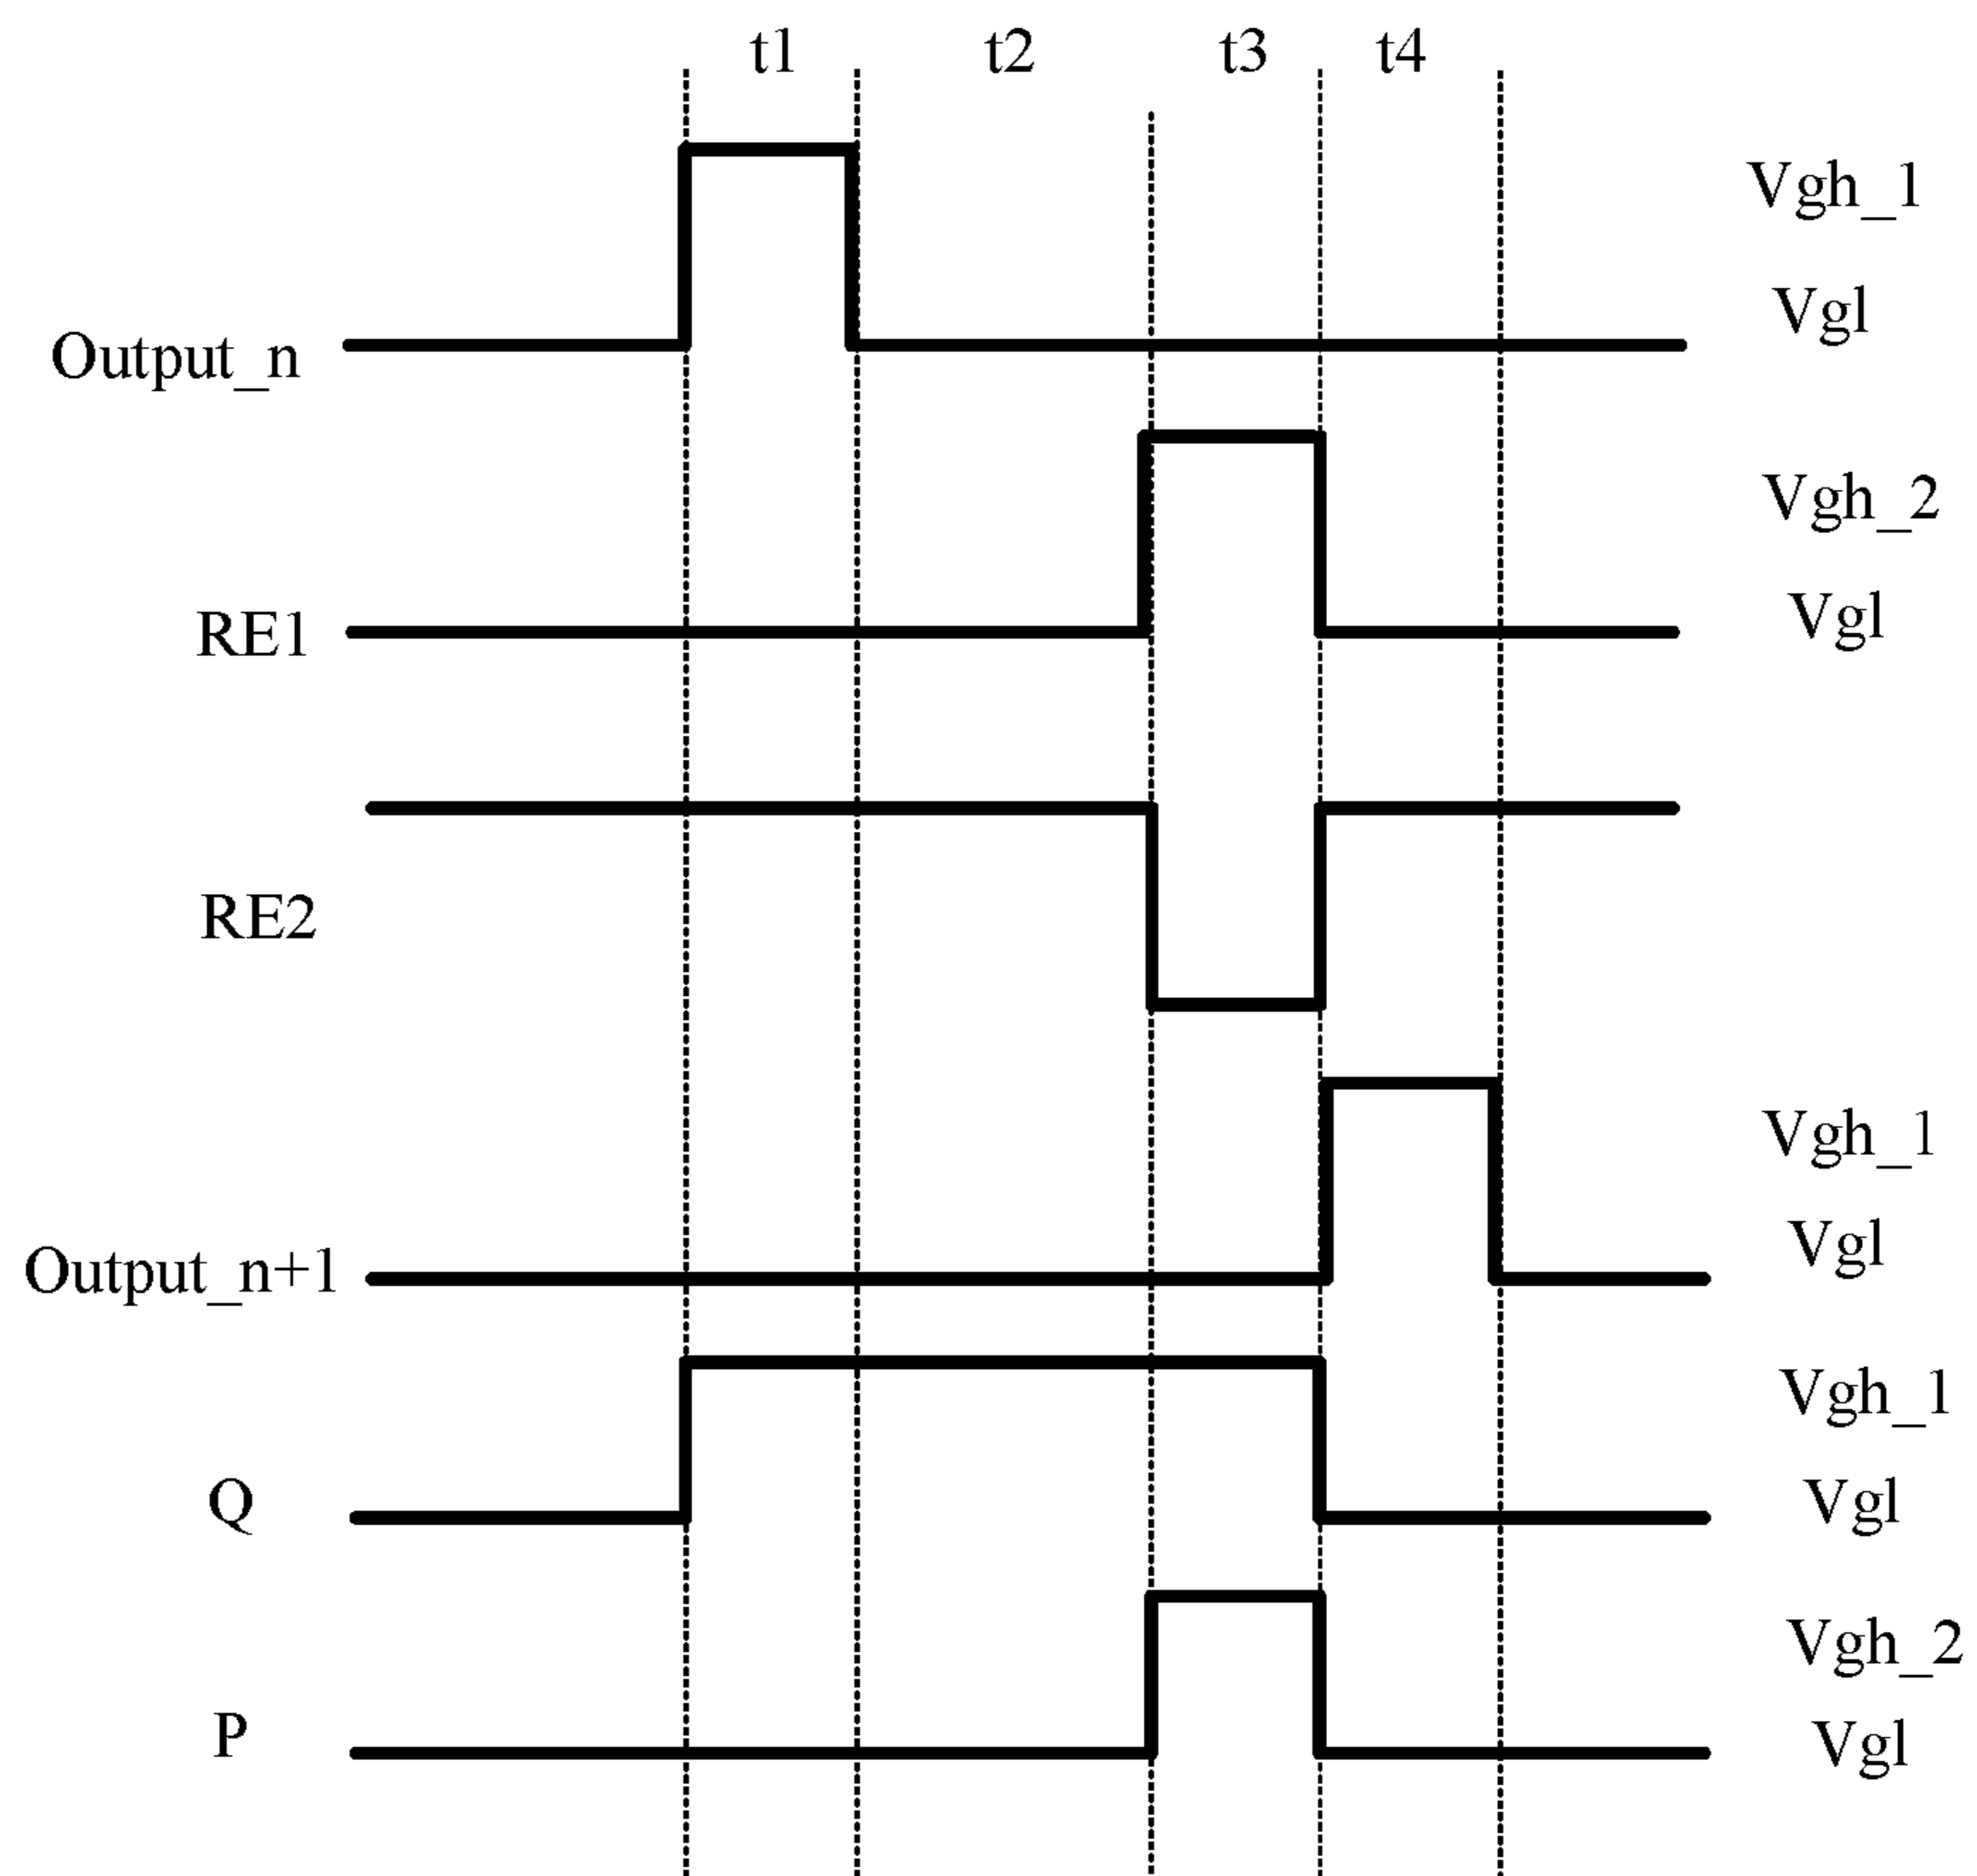 t1 t2 t3 t4
Vgh_1
Vgl
Output_n
Vgh_2
Vgl
RE1
RE2
Vgh_1
Vgl
Output_n+1
Vgh_1
Vgl
Q
Vgh_2
P
Vgl